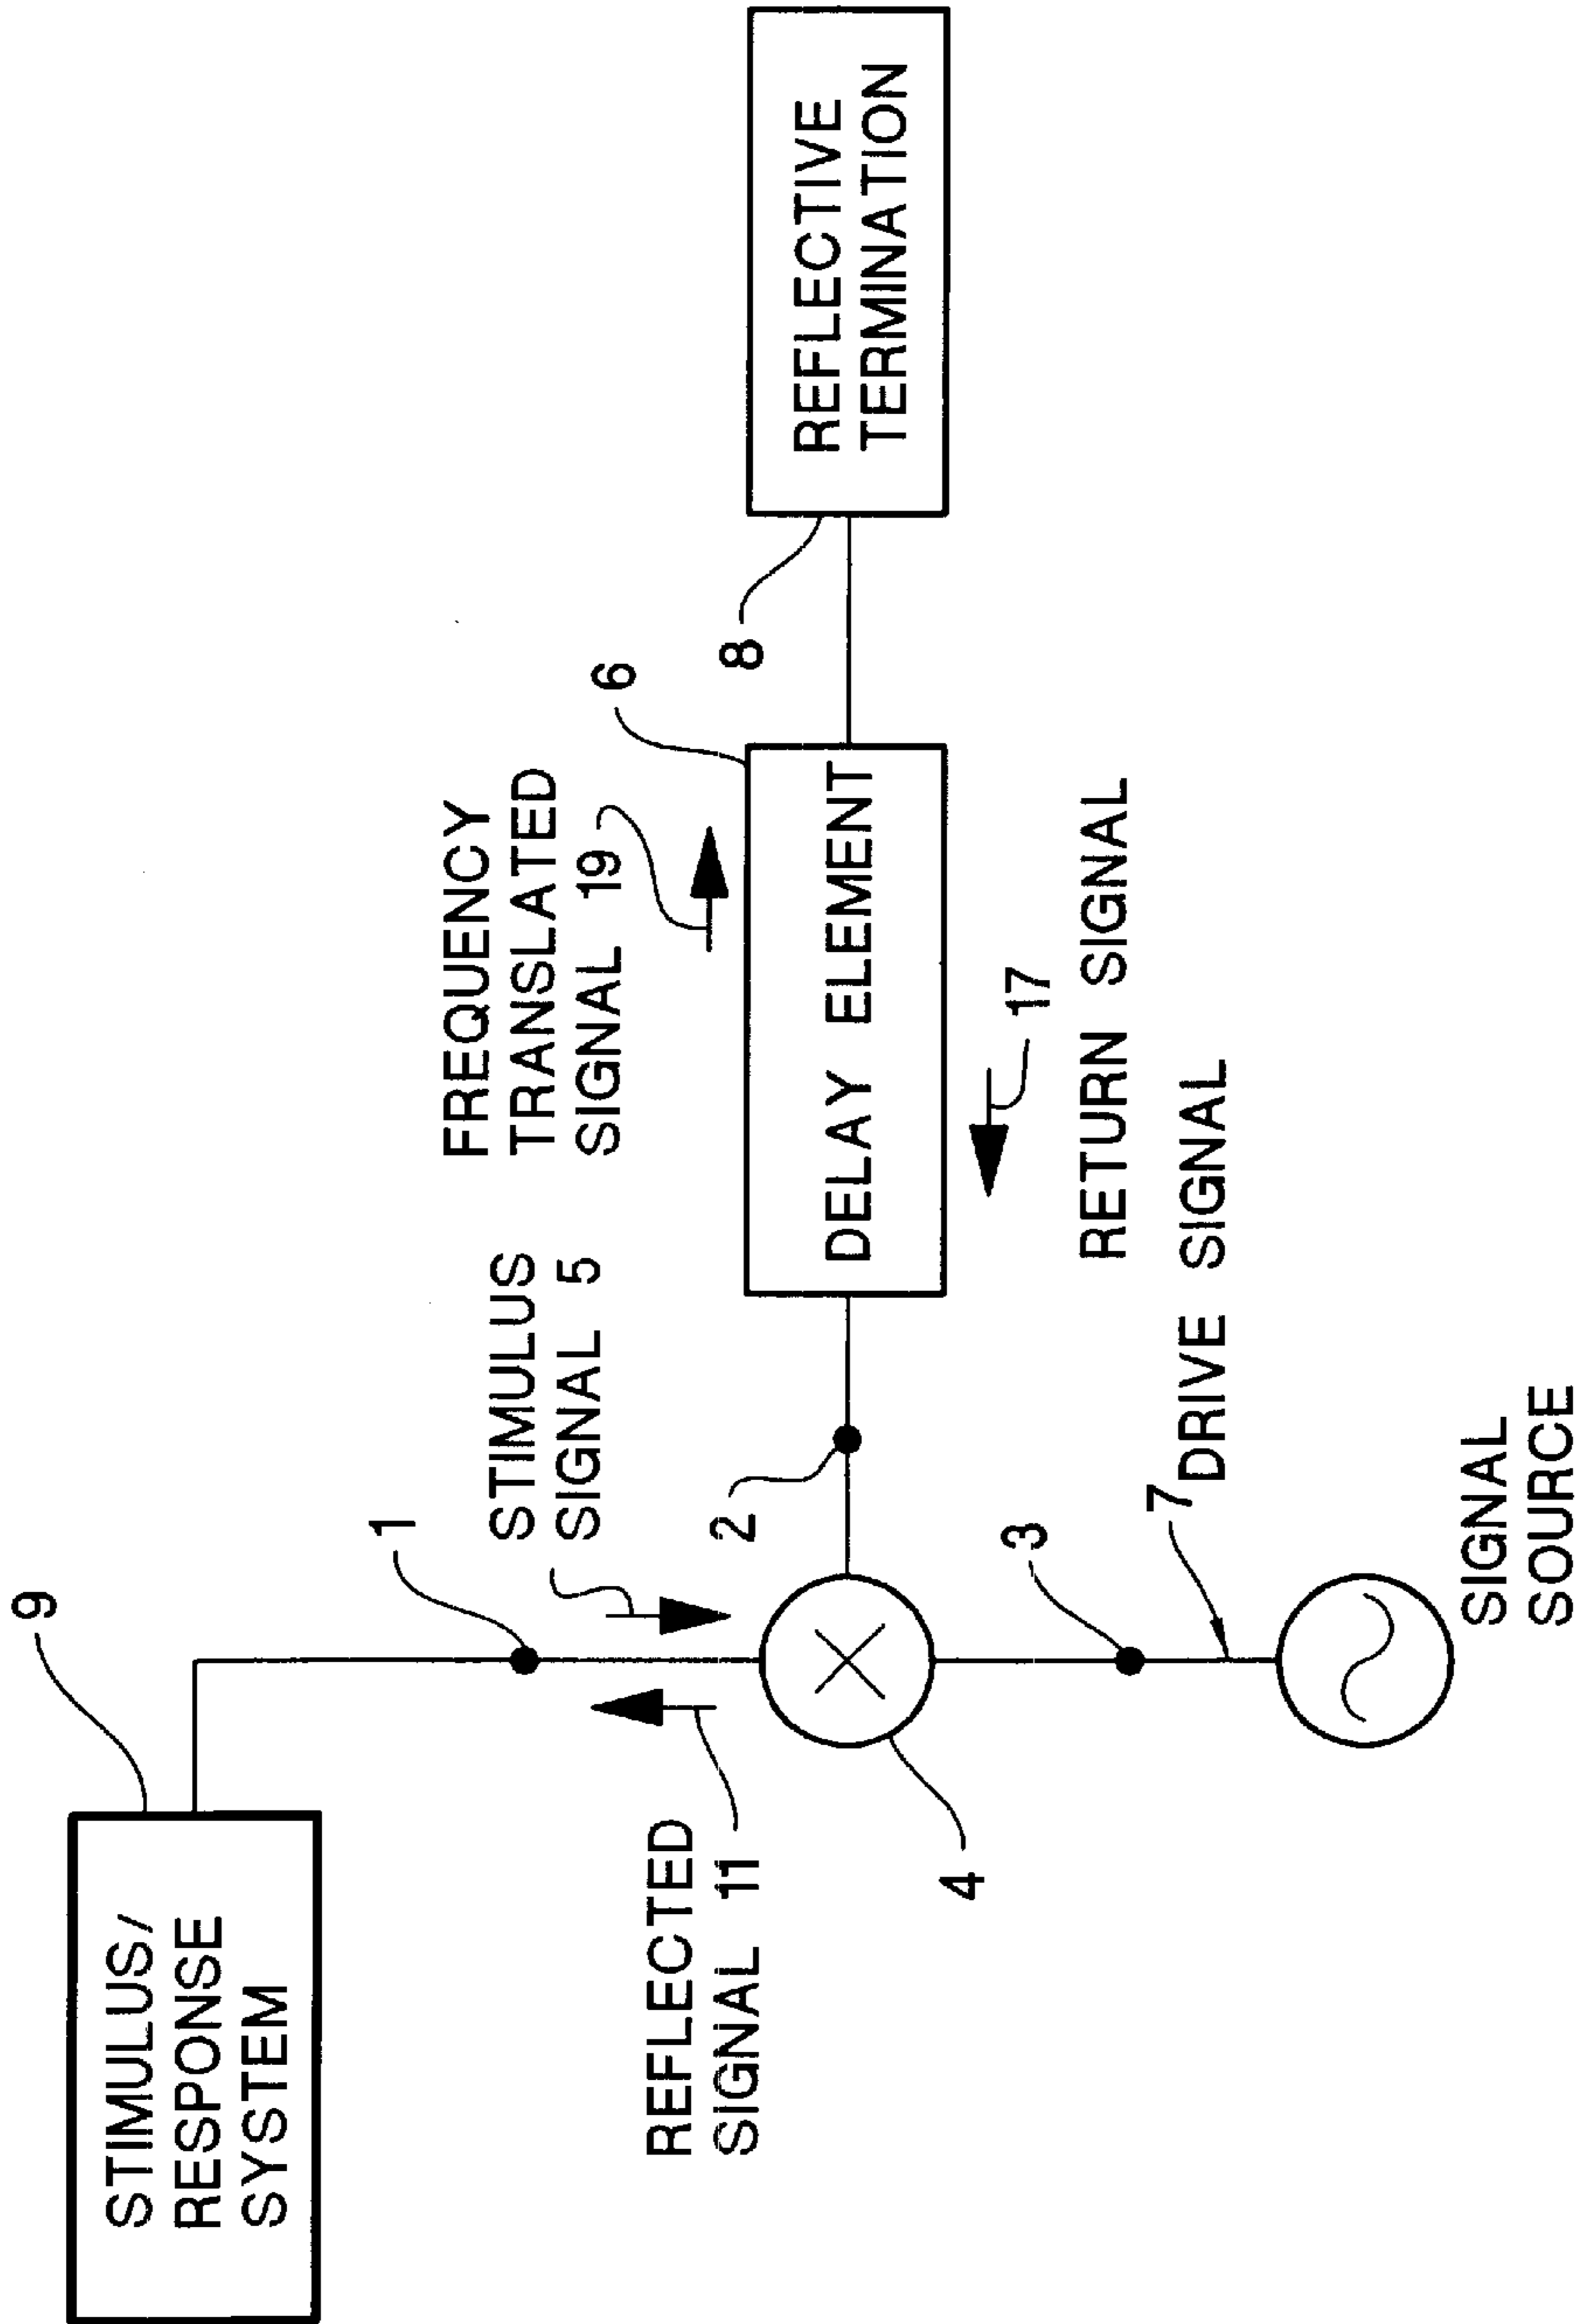 9
STIMULUS/
RESPONSE
SYSTEM
1
STIMULUS
SIGNAL 5
REFLECTED
SIGNAL 11
4
2
FREQUENCY
TRANSLATED
SIGNAL 19
6
DELAY ELEMENT
17
RETURN SIGNAL
8
REFLECTIVE
TERMINATION
3
7
DRIVE SIGNAL
SIGNAL
SOURCE